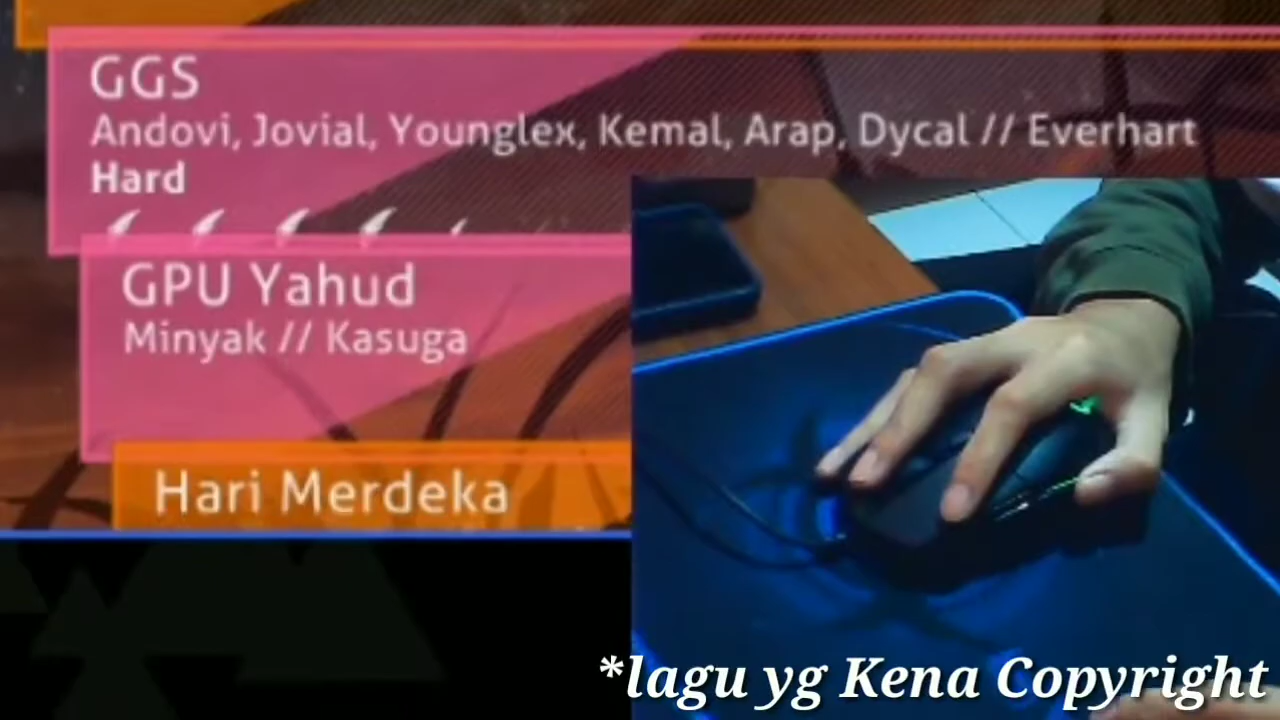 GGS
Andovi, Jovial, Younglex, Kemal, Arap, Dycal // Everhart
Hard
GPU Yahud
Minyak // Kasuga
Hari Merdeka
*lagu yg Kena Copyright